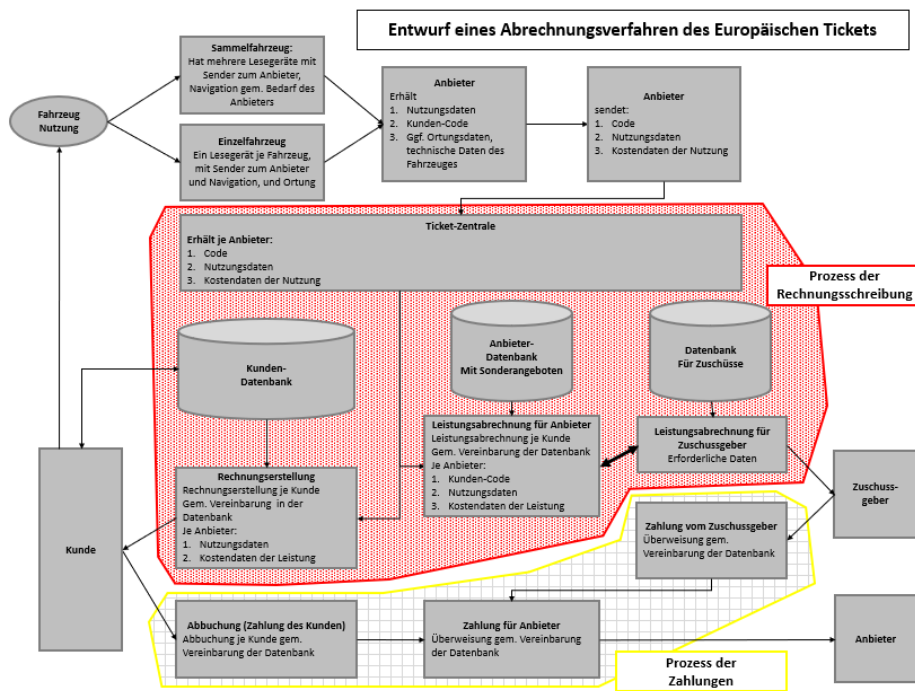 Entwurf eines Abrechnungsverfahren des Europäischen Tickets
Sammelfahrzeug:
Hat mehrere Lesegeräte mit
Sender zum Anbieter,
Navigation gem. Bedarf des
Anbieters
Fahrzeug
Nutzung
Einzelfahrzeug
Ein Lesegerät je Fahrzeug,
mit Sender zum Anbieter
und Navigation, und Ortung
Anbieter
Erhält
1. Nutzungsdaten
2. Kunden-Code
3. Ggf. Ortungsdaten,
technische Daten des
Fahrzeuges
Anbieter
sendet:
1. Code
2. Nutzungsdaten
3. Kostendaten der Nutzung
Ticket-Zentrale
Erhält je Anbieter:
1. Code
2. Nutzungsdaten
3. Kostendaten der Nutzung
Prozess der
Rechnungsschreibung
Kunden-
Datenbank
Anbieter-
Datenbank
Mit Sonderangeboten
Datenbank
Für Zuschüsse
Leistungsabrechnung für Anbieter
Leistungsabrechnung je Kunde
Gem. Vereinbarung der Datenbank
Je Anbieter:
1. Kunden-Code
2. Nutzungsdaten
3. Kostendaten der Leistung
Leistungsabrechnung für
Zuschussgeber
Erforderliche Daten
Rechnungserstellung
Rechnungserstellung je Kunde
Gem. Vereinbarung in der
Datenbank
Je Anbieter:
1. Nutzungsdaten
2. Kostendaten der Leistung
Zuschuss-
geber
Kunde
Zahlung vom Zuschussgeber
Überweisung gem.
Vereinbarung der Datenbank
Abbuchung (Zahlung des Kunden)
Abbuchung je Kunde gem.
Vereinbarung der Datenbank
Zahlung für Anbieter
Überweisung gem. Vereinbarung
der Datenbank
Anbieter
Prozess der
Zahlungen